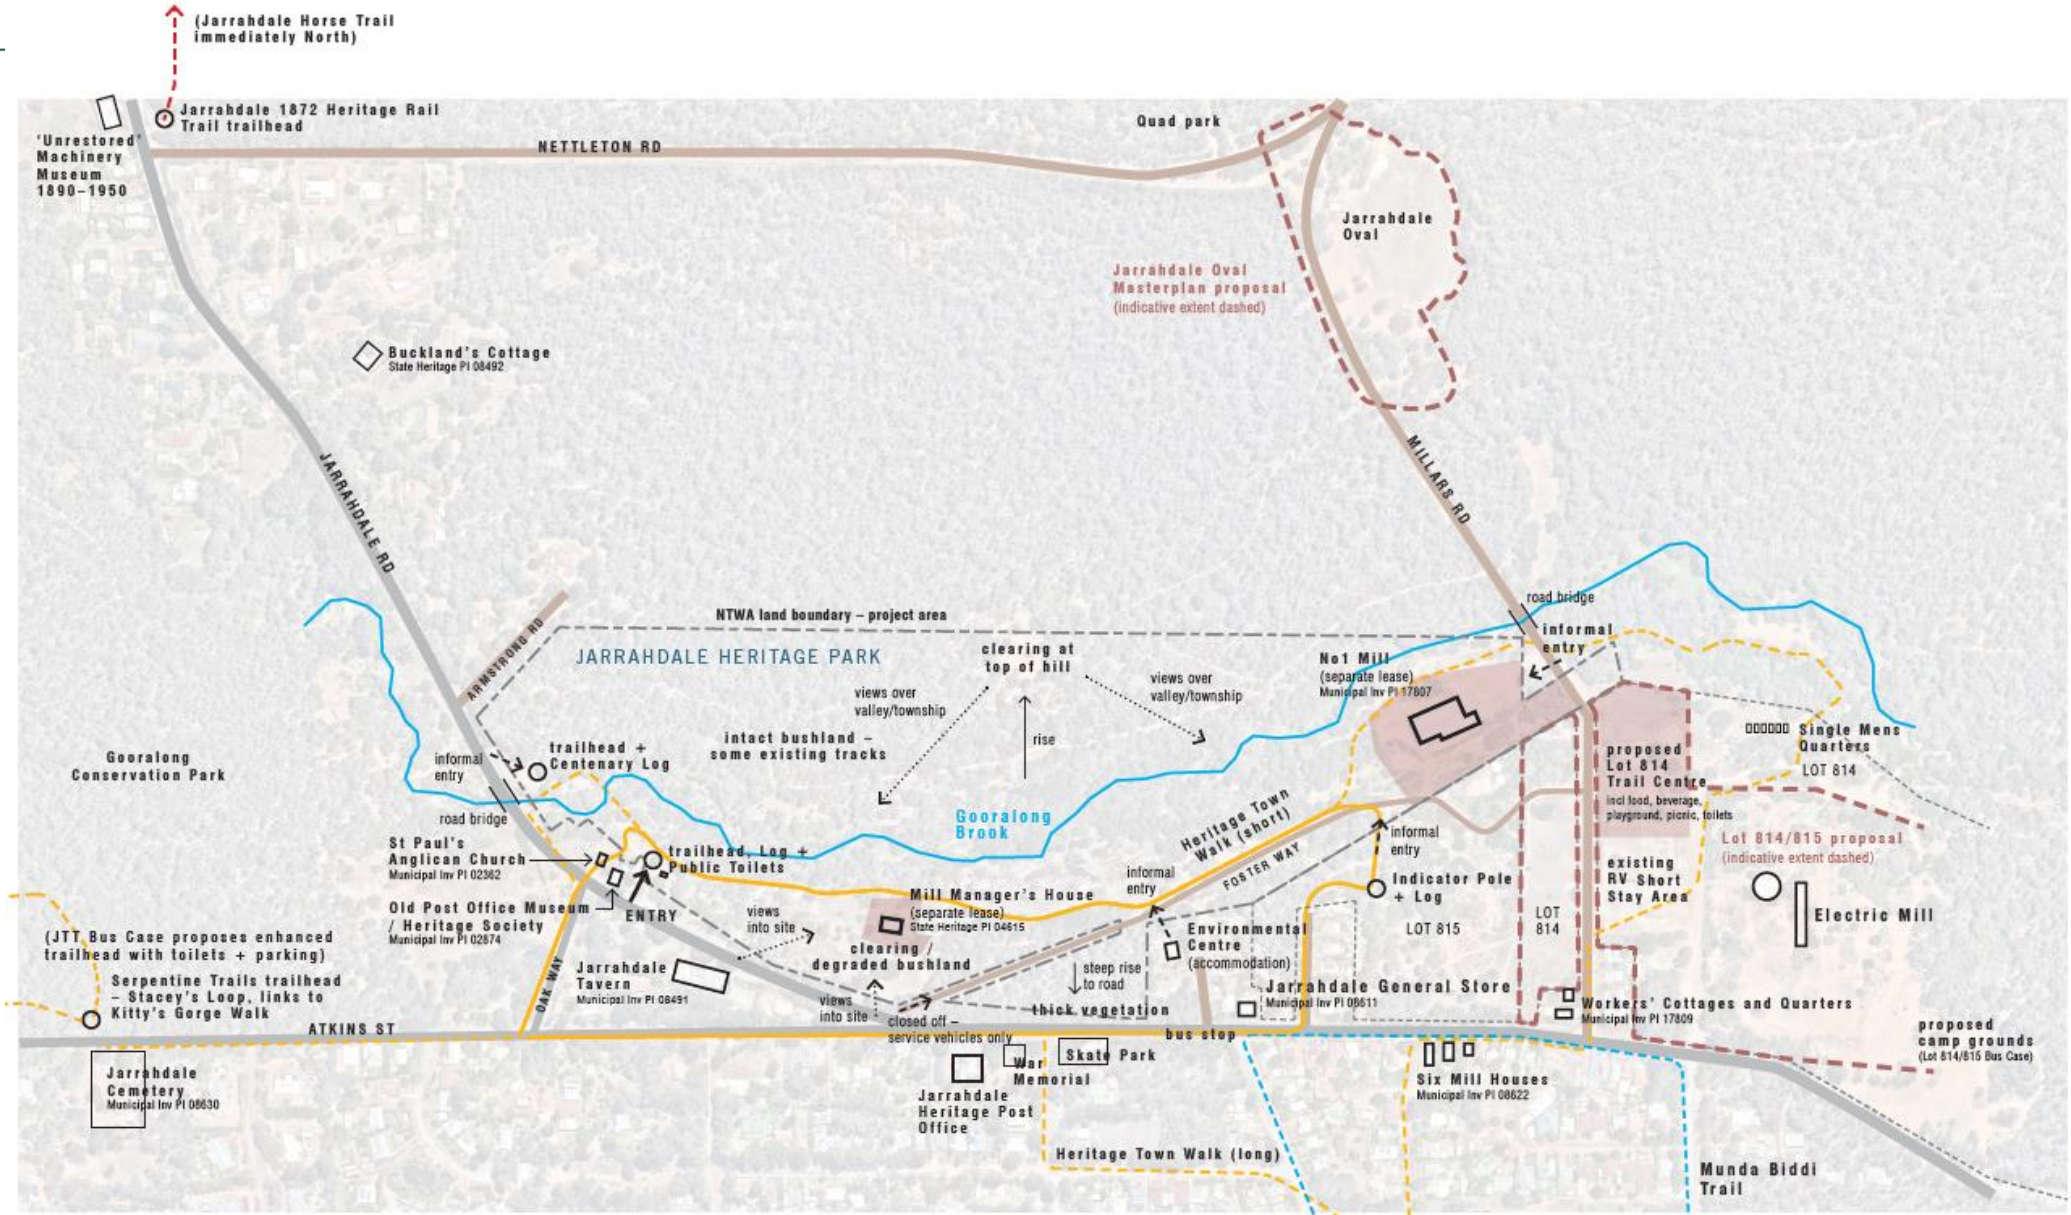 (Jarrahdale Horse Trail
immediately North)
Jarrahdale 1872 Heritage Rail
Trail trailhead
'Unrestored'
Machinery
Museum
1890–1950
NETTLETON RD
Quad park
Jarrahdale
Oval
Jarrahdale Oval
Masterplan proposal
(indicative extent dashed)
Buckland's Cottage
State Heritage PI 08492
JARRAHDALE RD
MILLARS RD
ARMSTRONG RD
NTWA land boundary – project area
JARRAHDALE HERITAGE PARK
clearing at
top of hill
views over
valley/township
views over
valley/township
rise
intact bushland –
some existing tracks
road bridge
informal
entry
No1 Mill
(separate lease)
Municipal Inv PI 17807
Gooralong
Conservation Park
informal
entry
trailhead +
Centenary Log
road bridge
Gooralong
Brook
Single Mens
Quarters
LOT 814
proposed
Lot 814
Trail Centre
incl food, beverage,
playground, picnic, toilets
Lot 814/815 proposal
(indicative extent dashed)
Heritage Town
Walk (short)
FOSTER WAY
informal
entry
St Paul's
Anglican Church
Municipal Inv PI 02362
trailhead, Log +
Public Toilets
informal
entry
Indicator Pole
+ Log
existing
RV Short
Stay Area
Electric Mill
Old Post Office Museum
/ Heritage Society
Municipal Inv PI 02874
ENTRY
Mill Manager's House
(separate lease)
State Heritage PI 04615
views
into site
clearing /
degraded bushland
LOT 815
LOT
814
Environmental
Centre
(accommodation)
(JTT Bus Case proposes enhanced
trailhead with toilets + parking)
Serpentine Trails trailhead
– Stacey's Loop, links to
Kitty's Gorge Walk
OAK WAY
Jarrahdale
Tavern
Municipal Inv PI 08491
steep rise
to road
thick vegetation
views
into site
closed off –
service vehicles only
Jarrahdale General Store
Municipal Inv PI 08611
Workers' Cottages and Quarters
Municipal Inv PI 17809
ATKINS ST
bus stop
proposed
camp grounds
(Lot 814/815 Bus Case)
Jarrahdale
Cemetery
Municipal Inv PI 08630
War
Memorial
Skate Park
Jarrahdale
Heritage Post
Office
Six Mill Houses
Municipal Inv PI 08622
Heritage Town Walk (long)
Munda Biddi
Trail